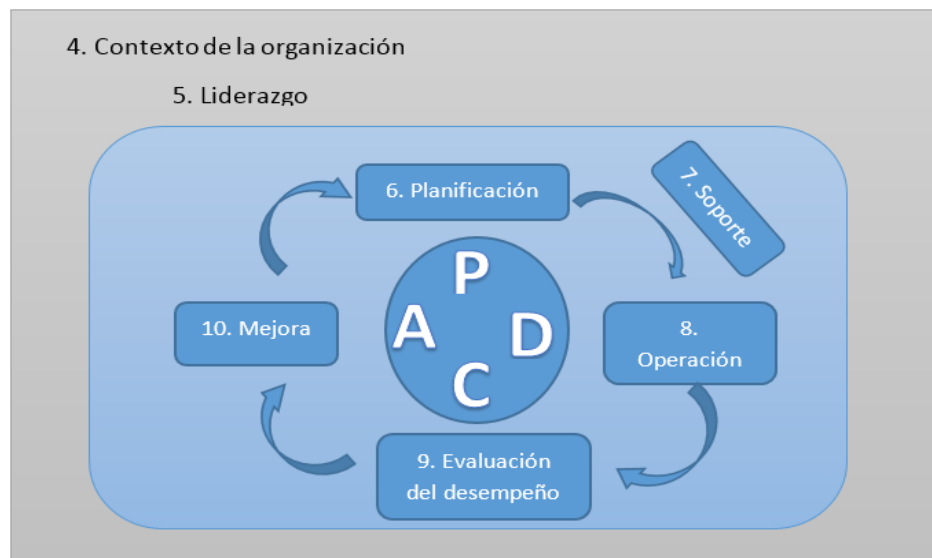 4. Contexto de la organización
5. Liderazgo
6. Planificación
7. Soporte
P
A
D
C
10. Mejora
8.
Operación
9. Evaluación
del desempeño